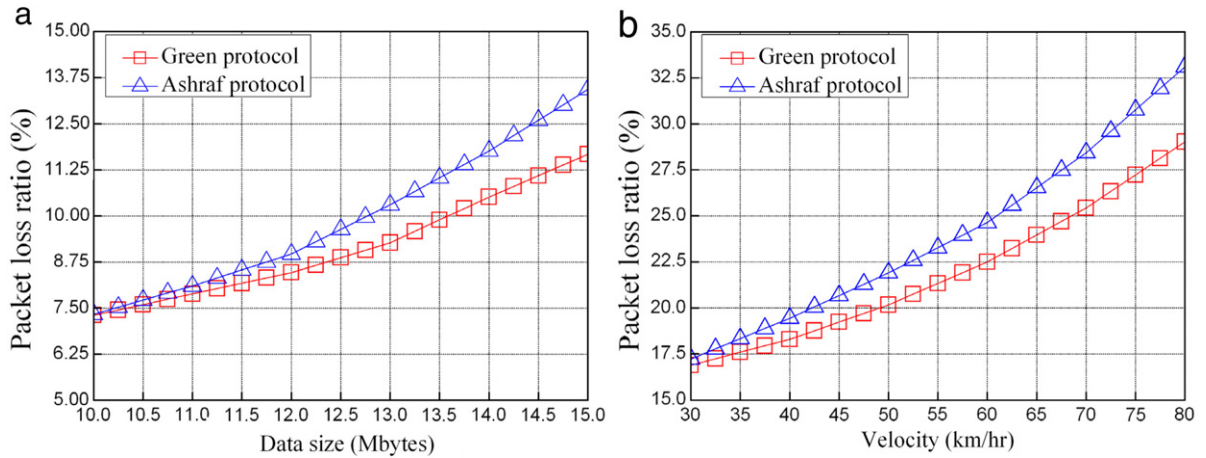 a
15.00
13.75
12.50
11.25
10.00
8.75
7.50
6.25
5.00
Packet loss ratio (%)
Green protocol
Ashraf protocol
10.0 10.5 11.0 11.5 12.0 12.5 13.0 13.5 14.0 14.5 15.0
Data size (Mbytes)
b
35.0
32.5
30.0
27.5
25.0
22.5
20.0
17.5
15.0
Packet loss ratio (%)
Green protocol
Ashraf protocol
30 35 40 45 50 55 60 65 70 75 80
Velocity (km/hr)